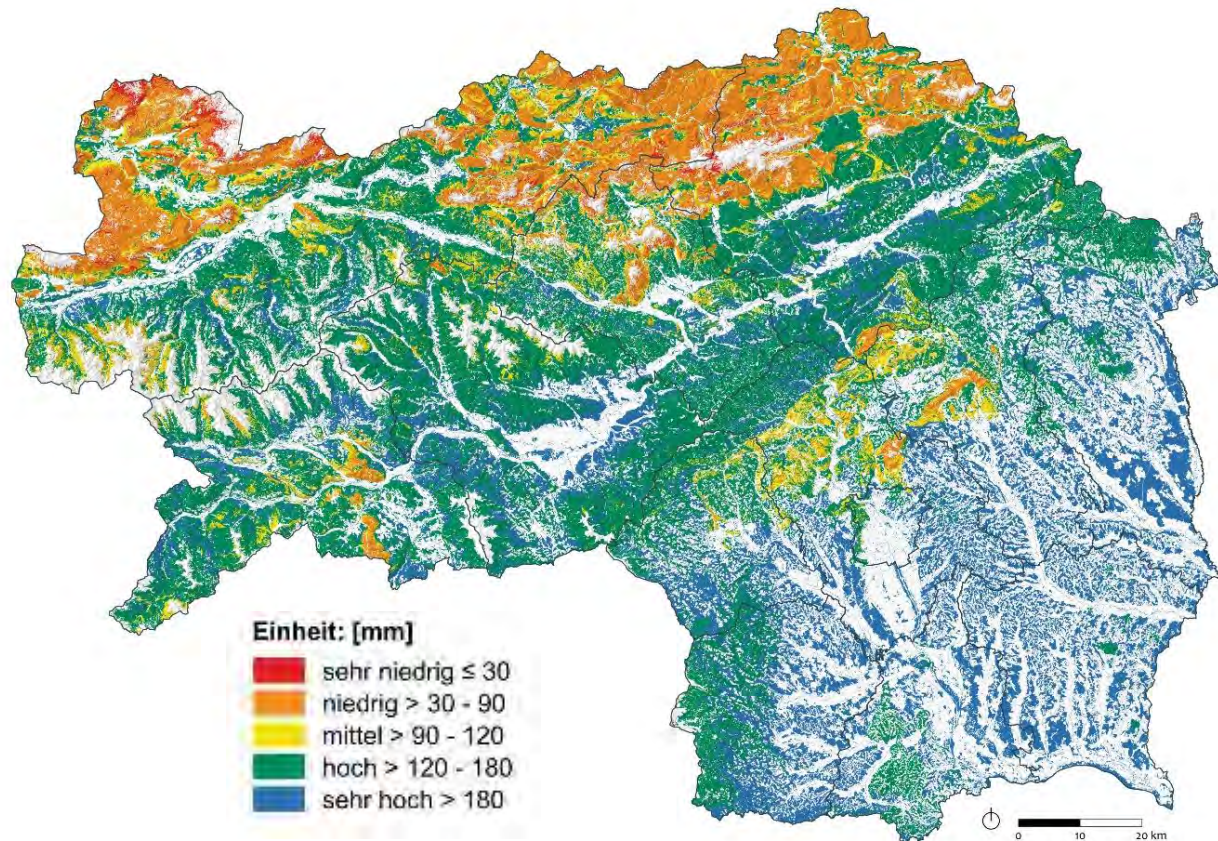 Einheit: [mm]
sehr niedrig ≤ 30
niedrig > 30 - 90
mittel > 90 - 120
hoch > 120 - 180
sehr hoch > 180
0 10 20 km